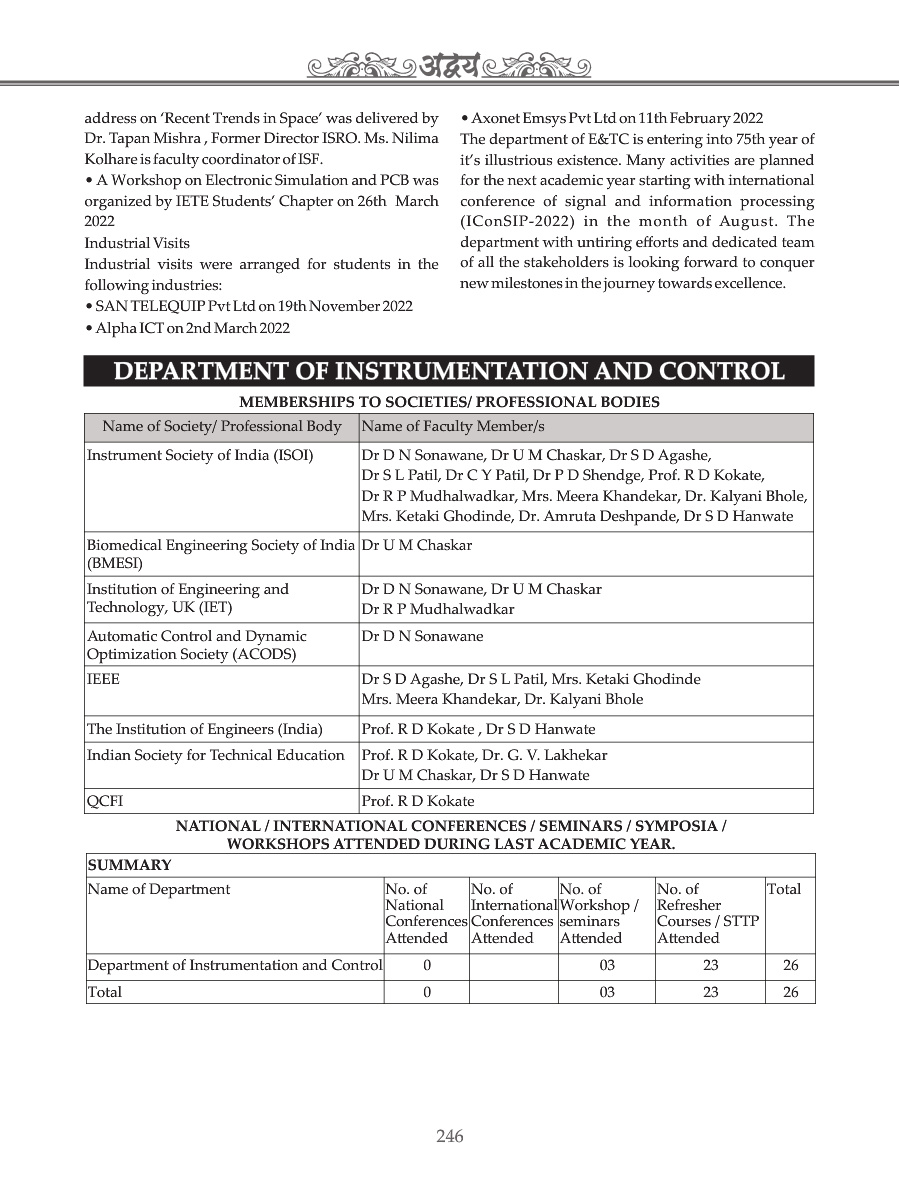 अद्वय
address on ‘Recent Trends in Space’ was delivered by
Dr. Tapan Mishra , Former Director ISRO. Ms. Nilima
Kolhare is faculty coordinator of ISF.
• A Workshop on Electronic Simulation and PCB was
organized by IETE Students’ Chapter on 26th March
2022
Industrial Visits
Industrial visits were arranged for students in the
following industries:
• SAN TELEQUIP Pvt Ltd on 19th November 2022
• Alpha ICT on 2nd March 2022
• Axonet Emsys Pvt Ltd on 11th February 2022
The department of E&TC is entering into 75th year of
it’s illustrious existence. Many activities are planned
for the next academic year starting with international
conference of signal and information processing
(IConSIP-2022) in the month of August. The
department with untiring efforts and dedicated team
of all the stakeholders is looking forward to conquer
new milestones in the journey towards excellence.
DEPARTMENT OF INSTRUMENTATION AND CONTROL
MEMBERSHIPS TO SOCIETIES/ PROFESSIONAL BODIES
Name of Society/ Professional Body Name of Faculty Member/s
Instrument Society of India (ISOI) Dr D N Sonawane, Dr U M Chaskar, Dr S D Agashe,
Dr S L Patil, Dr C Y Patil, Dr P D Shendge, Prof. R D Kokate,
Dr R P Mudhalwadkar, Mrs. Meera Khandekar, Dr. Kalyani Bhole,
Mrs. Ketaki Ghodinde, Dr. Amruta Deshpande, Dr S D Hanwate
Biomedical Engineering Society of India Dr U M Chaskar
(BMESI)
Institution of Engineering and Dr D N Sonawane, Dr U M Chaskar
Technology, UK (IET) Dr R P Mudhalwadkar
Automatic Control and Dynamic Dr D N Sonawane
Optimization Society (ACODS)
IEEE Dr S D Agashe, Dr S L Patil, Mrs. Ketaki Ghodinde
Mrs. Meera Khandekar, Dr. Kalyani Bhole
The Institution of Engineers (India) Prof. R D Kokate , Dr S D Hanwate
Indian Society for Technical Education Prof. R D Kokate, Dr. G. V. Lakhekar
Dr U M Chaskar, Dr S D Hanwate
QCFI Prof. R D Kokate
NATIONAL / INTERNATIONAL CONFERENCES / SEMINARS / SYMPOSIA /
WORKSHOPS ATTENDED DURING LAST ACADEMIC YEAR.
SUMMARY
Name of Department No. of No. of No. of No. of Total
National International Workshop / Refresher
Conferences Conferences seminars Courses / STTP
Attended Attended Attended Attended
Department of Instrumentation and Control 0 03 23 26
Total 0 03 23 26
246